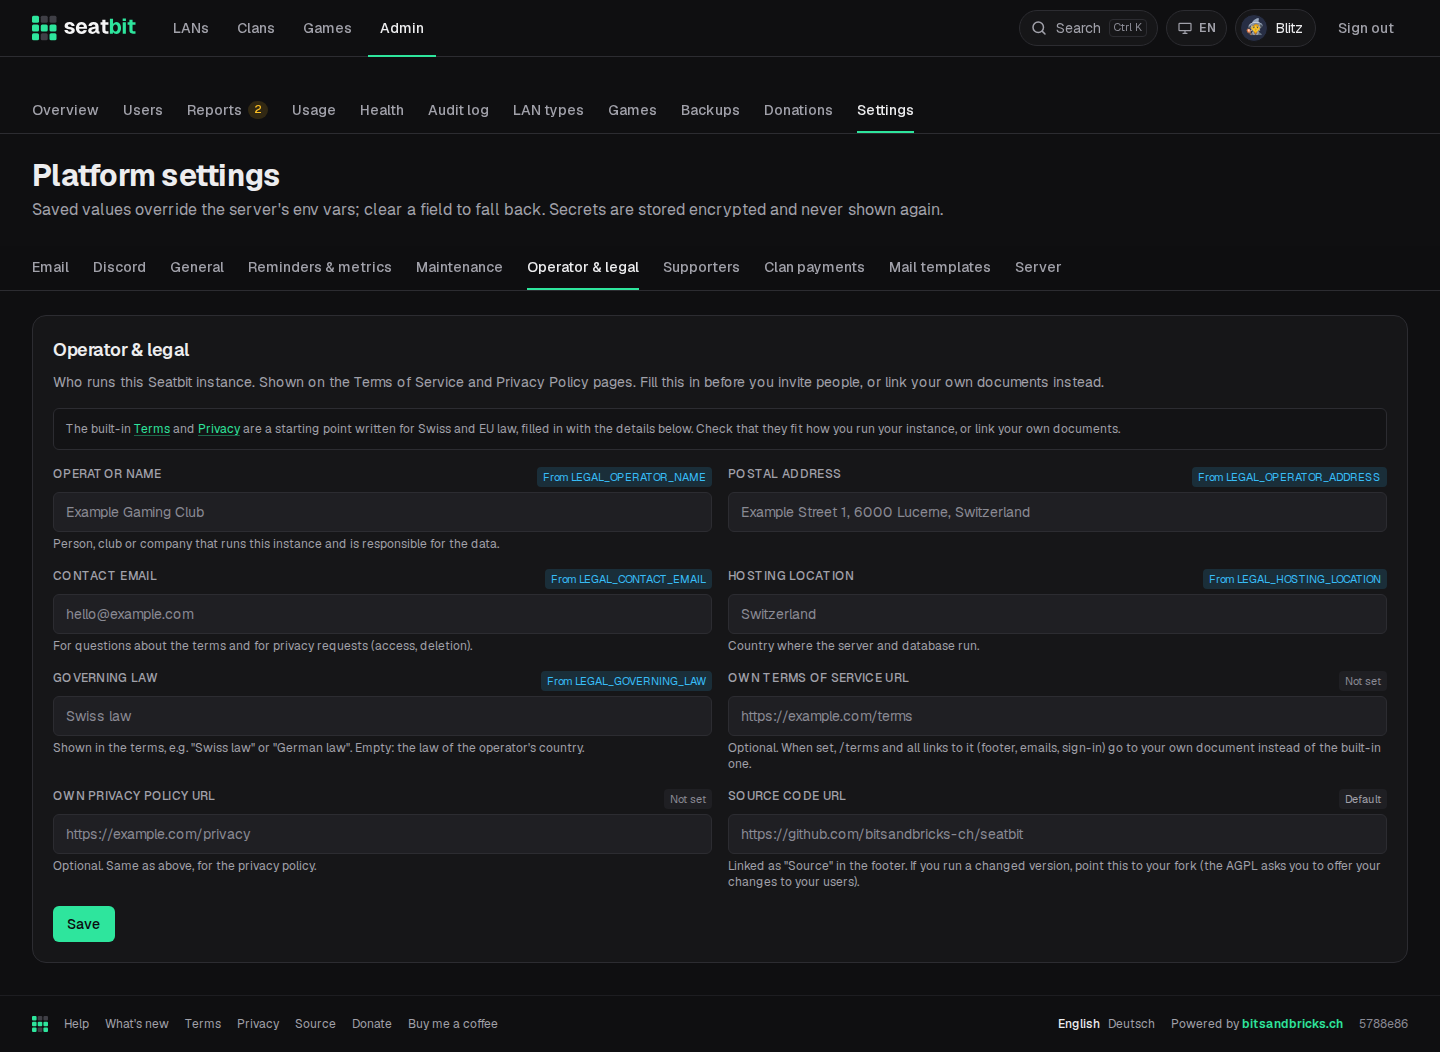 seatbit LANs Clans Games Admin Search Ctrl K EN Blitz Sign out
Overview Users Reports 2 Usage Health Audit log LAN types Games Backups Donations Settings
Platform settings
Saved values override the server's env vars; clear a field to fall back. Secrets are stored encrypted and never shown again.
Email Discord General Reminders & metrics Maintenance Operator & legal Supporters Clan payments Mail templates Server
Operator & legal
Who runs this Seatbit instance. Shown on the Terms of Service and Privacy Policy pages. Fill this in before you invite people, or link your own documents instead.
The built-in Terms and Privacy are a starting point written for Swiss and EU law, filled in with the details below. Check that they fit how you run your instance, or link your own documents.
OPERATOR NAME From LEGAL_OPERATOR_NAME
Example Gaming Club
Person, club or company that runs this instance and is responsible for the data.
POSTAL ADDRESS From LEGAL_OPERATOR_ADDRESS
Example Street 1, 6000 Lucerne, Switzerland
CONTACT EMAIL From LEGAL_CONTACT_EMAIL
hello@example.com
For questions about the terms and for privacy requests (access, deletion).
HOSTING LOCATION From LEGAL_HOSTING_LOCATION
Switzerland
Country where the server and database run.
GOVERNING LAW From LEGAL_GOVERNING_LAW
Swiss law
Shown in the terms, e.g. "Swiss law" or "German law". Empty: the law of the operator's country.
OWN TERMS OF SERVICE URL Not set
https://example.com/terms
Optional. When set, /terms and all links to it (footer, emails, sign-in) go to your own document instead of the built-in
one.
OWN PRIVACY POLICY URL Not set
https://example.com/privacy
Optional. Same as above, for the privacy policy.
SOURCE CODE URL Default
https://github.com/bitsandbricks-ch/seatbit
Linked as "Source" in the footer. If you run a changed version, point this to your fork (the AGPL asks you to offer your
changes to your users).
Save
Help What's new Terms Privacy Source Donate Buy me a coffee English Deutsch Powered by bitsandbricks.ch 5788e86